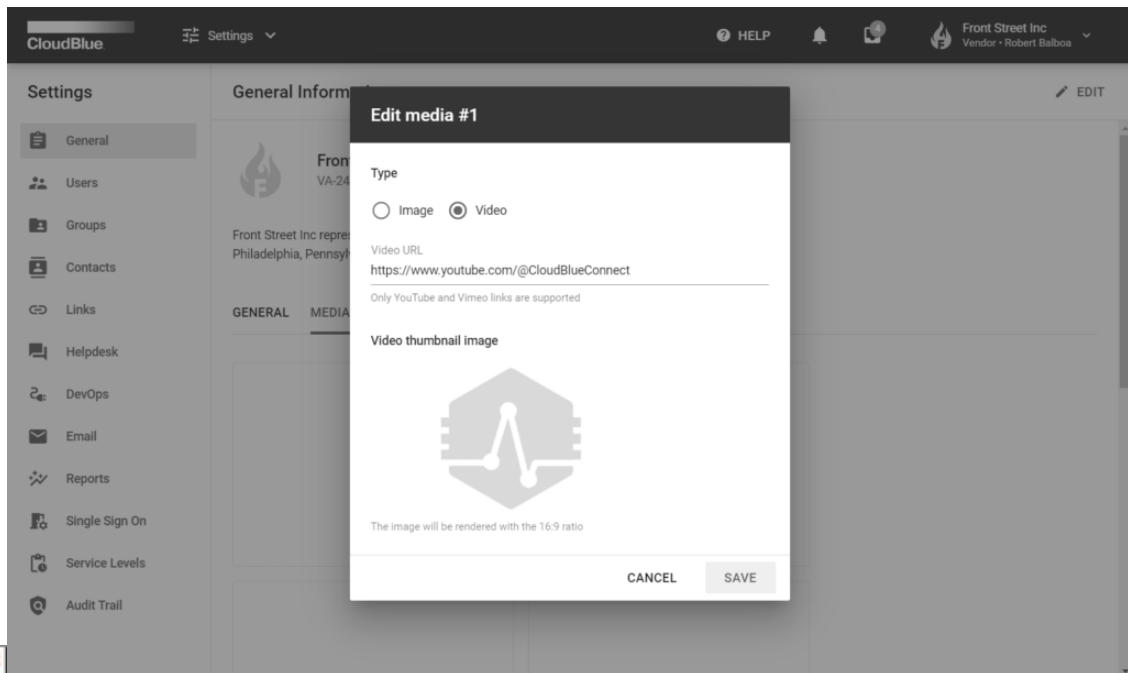 CloudBlue
Settings
HELP
4
Front Street Inc
Vendor • Robert Balboa
Settings
General
Users
Groups
Contacts
Links
Helpdesk
DevOps
Email
Reports
Single Sign On
Service Levels
Audit Trail
General Inform
EDIT
F
Fron
VA-24
Front Street Inc repre
Philadelphia, Pennsyl
GENERAL MEDIA
Edit media #1
Type
Image Video
Video URL
https://www.youtube.com/@CloudBlueConnect
Only YouTube and Vimeo links are supported
Video thumbnail image
The image will be rendered with the 16:9 ratio
CANCEL SAVE